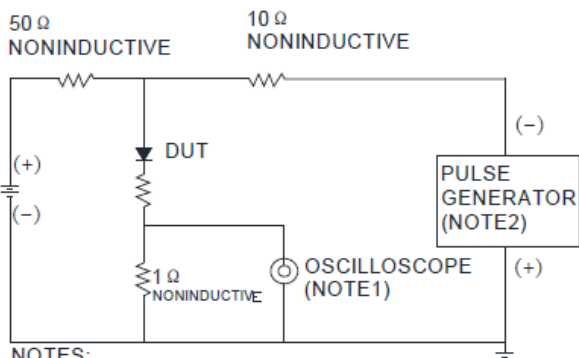 50 Ω
NONINDUCTIVE
10 Ω
NONINDUCTIVE
(+)
(−)
DUT
1 Ω
NONINDUCTIVE
OSCILLOSCOPE
(NOTE1)
(−)
PULSE
GENERATOR
(NOTE2)
(+)
NOTES: